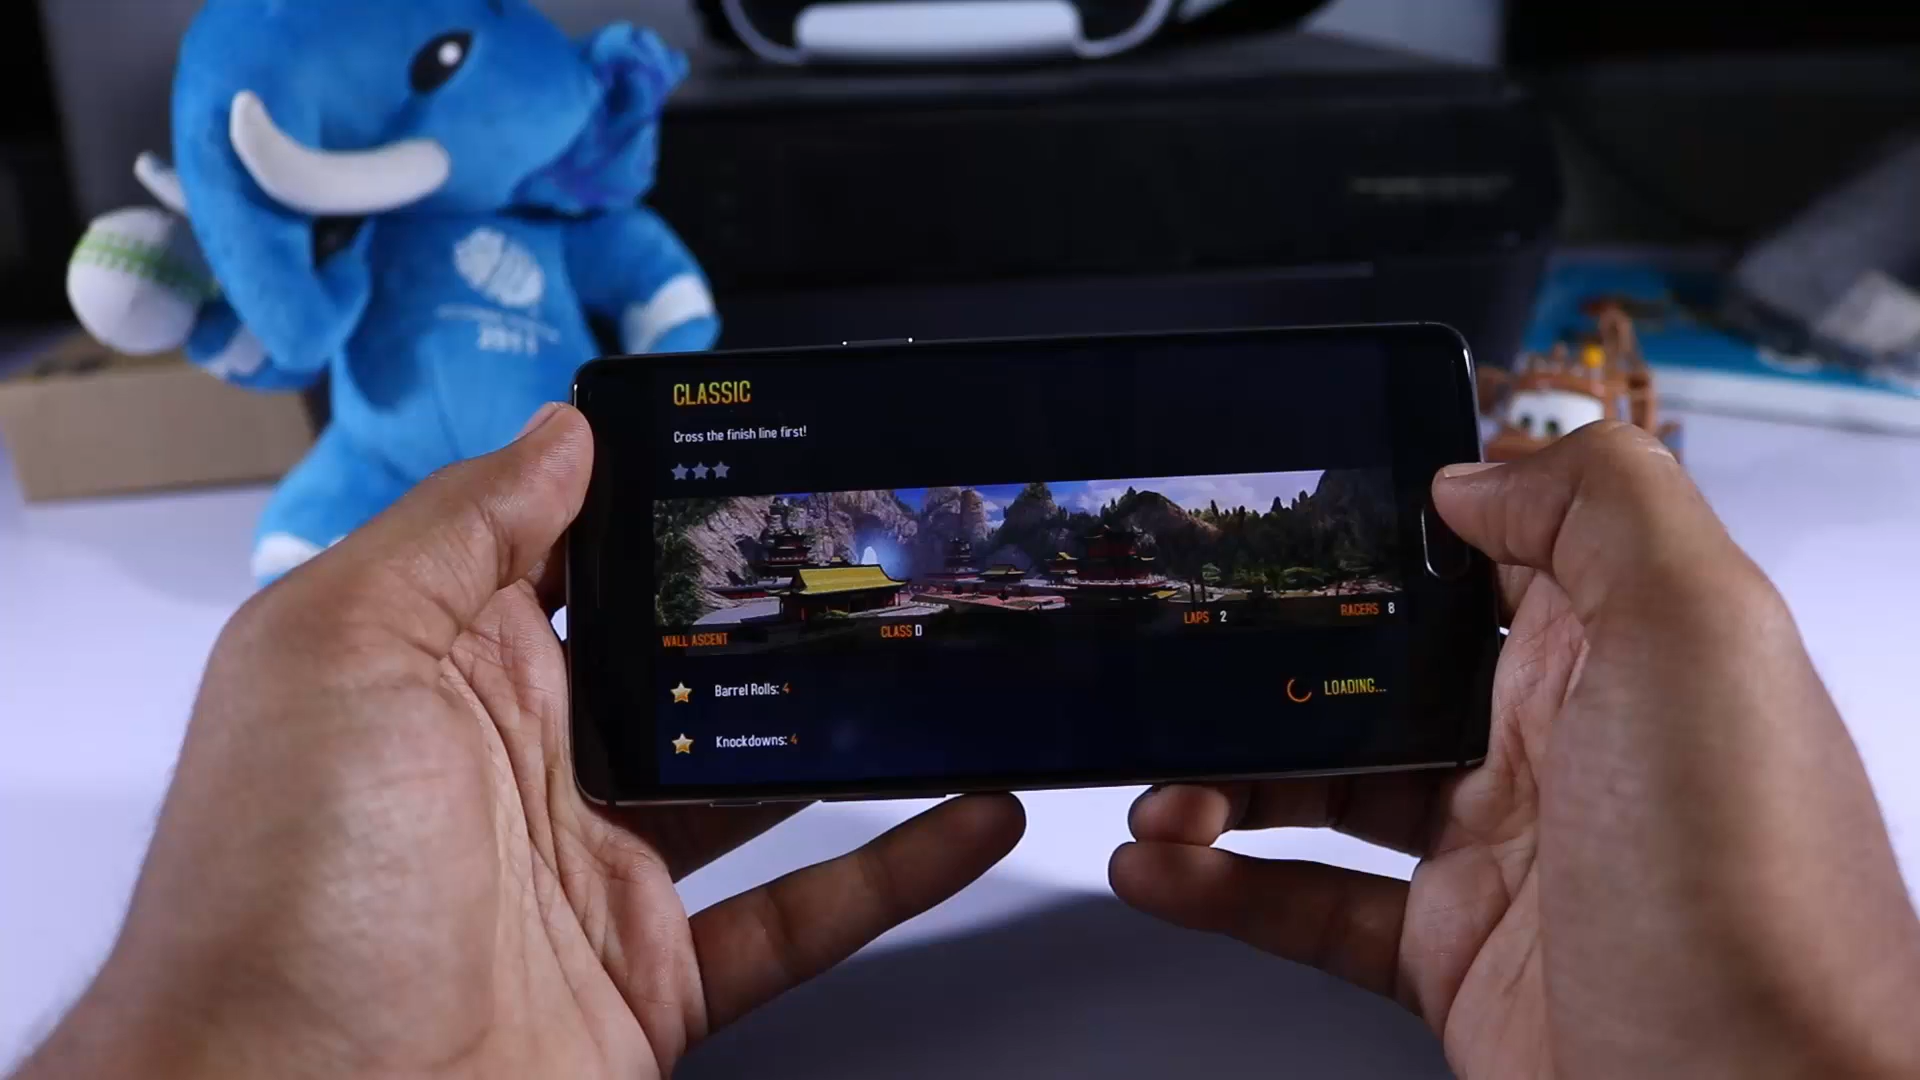 2011
CLASSIC
Cross the finish line first!
WALL ASCENT
CLASS D
LAPS 2
RACERS 8
Barrel Rolls: 4
LOADING...
Knockdowns: 4